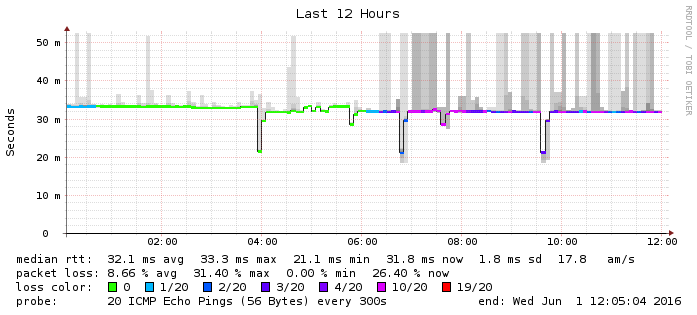 Last 12 Hours
RRDTOOL / TOBI OETIKER
Seconds
50 m
40 m
30 m
20 m
10 m
0
02:00 04:00 06:00 08:00 10:00 12:00
median rtt: 32.1 ms avg 33.3 ms max 21.1 ms min 31.8 ms now 1.8 ms sd 17.8 am/s
packet loss: 8.66 % avg 31.40 % max 0.00 % min 26.40 % now
loss color: 0 1/20 2/20 3/20 4/20 10/20 19/20
probe: 20 ICMP Echo Pings (56 Bytes) every 300s end: Wed Jun 1 12:05:04 2016